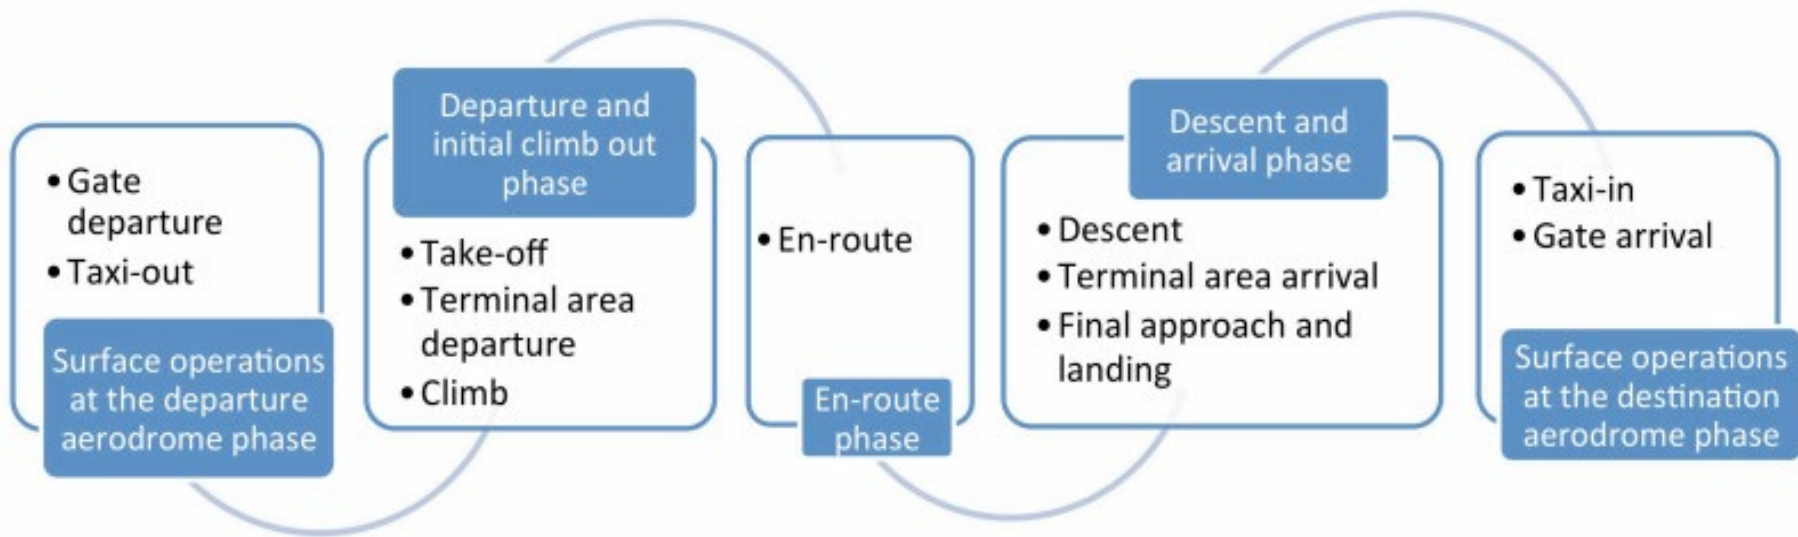 • Gate
departure
• Taxi-out
Surface operations
at the departure
aerodrome phase
Departure and
initial climb out
phase
• Take-off
• Terminal area
departure
• Climb
• En-route
En-route
phase
Descent and
arrival phase
• Descent
• Terminal area arrival
• Final approach and
landing
• Taxi-in
• Gate arrival
Surface operations
at the destination
aerodrome phase